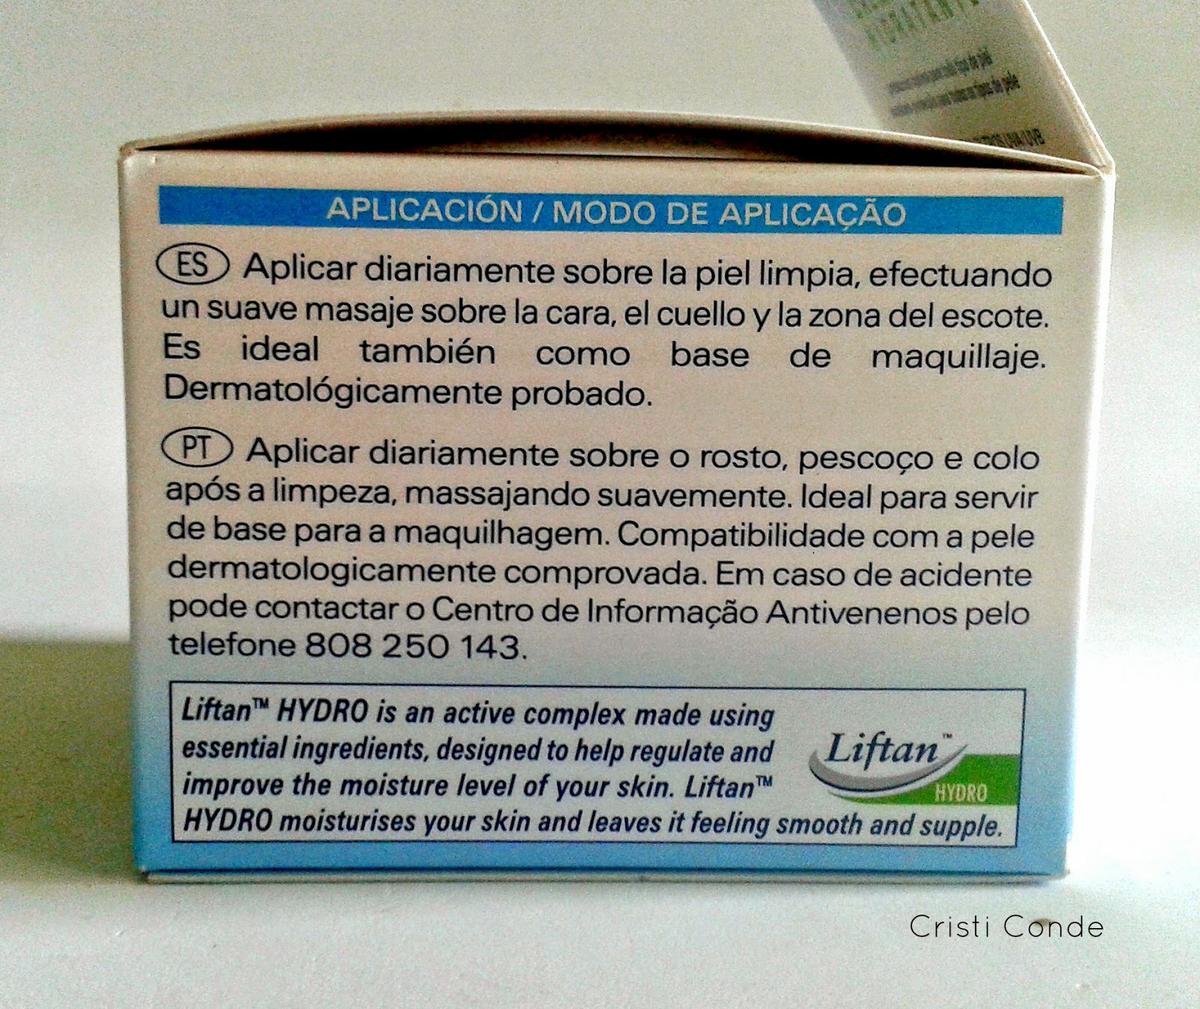 HYDRATANTE
APLICACIÓN / MODO DE APLICAÇÃO
ES Aplicar diariamente sobre la piel limpia, efectuando
un suave masaje sobre la cara, el cuello y la zona del escote.
Es ideal también como base de maquillaje.
Dermatológicamente probado.
PT Aplicar diariamente sobre o rosto, pescoço e colo
após a limpeza, massajando suavemente. Ideal para servir
de base para a maquilhagem. Compatibilidade com a pele
dermatologicamente comprovada. Em caso de acidente
pode contactar o Centro de Informação Antivenenos pelo
telefone 808 250 143.
Liftan™ HYDRO is an active complex made using
essential ingredients, designed to help regulate and
improve the moisture level of your skin. Liftan™
HYDRO moisturises your skin and leaves it feeling smooth and supple.
Liftan™
HYDRO
Cristi Conde